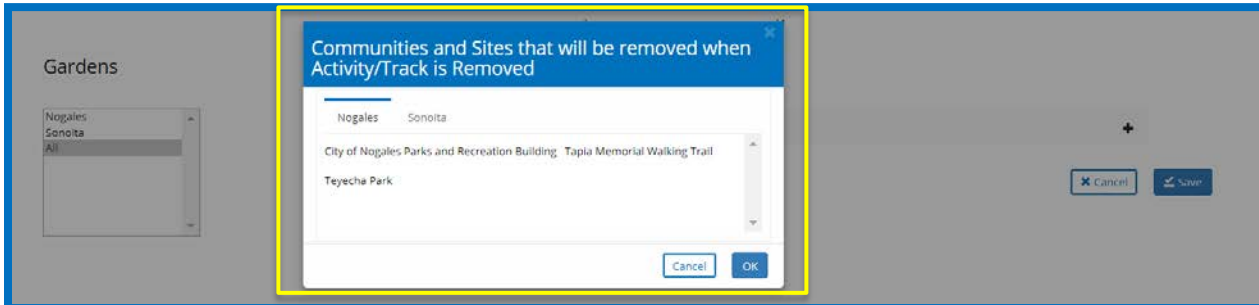 Gardens
Nogales
Sonoita
All
Communities and Sites that will be removed when
Activity/Track is Removed
Nogales Sonoita
City of Nogales Parks and Recreation Building Tapia Memorial Walking Trail
Teyecha Park
Cancel OK
Cancel Save